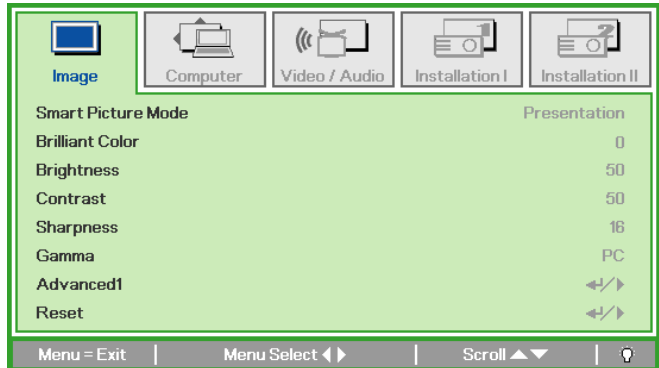 Image Computer Video / Audio Installation I Installation II
Smart Picture Mode Presentation
Brilliant Color 0
Brightness 50
Contrast 50
Sharpness 16
Gamma PC
Advanced1 ↵/▶
Reset ↵/▶
Menu = Exit | Menu Select ◀▶ | Scroll ▲▼ |